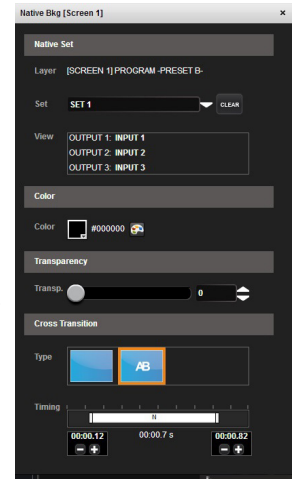 Native Bkg [Screen 1] ×
Native Set
Layer [SCREEN 1] PROGRAM -PRESET B-
Set SET 1 CLEAR
View OUTPUT 1: INPUT 1
OUTPUT 2: INPUT 2
OUTPUT 3: INPUT 3
Color
Color #000000
Transparency
Transp. 0
Cross Transition
Type AB
Timing N
00:00.12 00:00.7 s 00:00.82